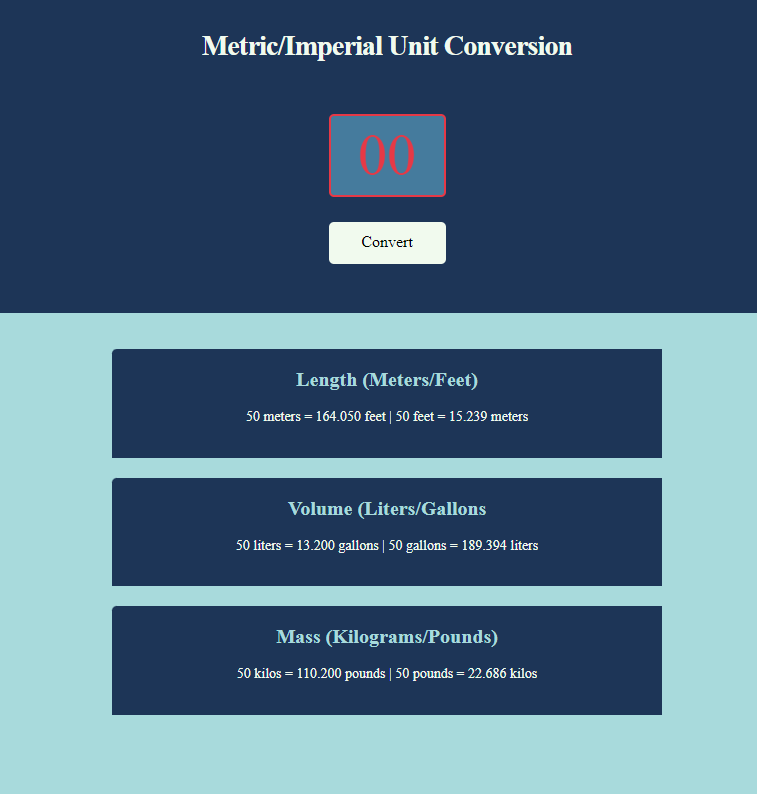 Metric/Imperial Unit Conversion
00
Convert
Length (Meters/Feet)
50 meters = 164.050 feet | 50 feet = 15.239 meters
Volume (Liters/Gallons
50 liters = 13.200 gallons | 50 gallons = 189.394 liters
Mass (Kilograms/Pounds)
50 kilos = 110.200 pounds | 50 pounds = 22.686 kilos